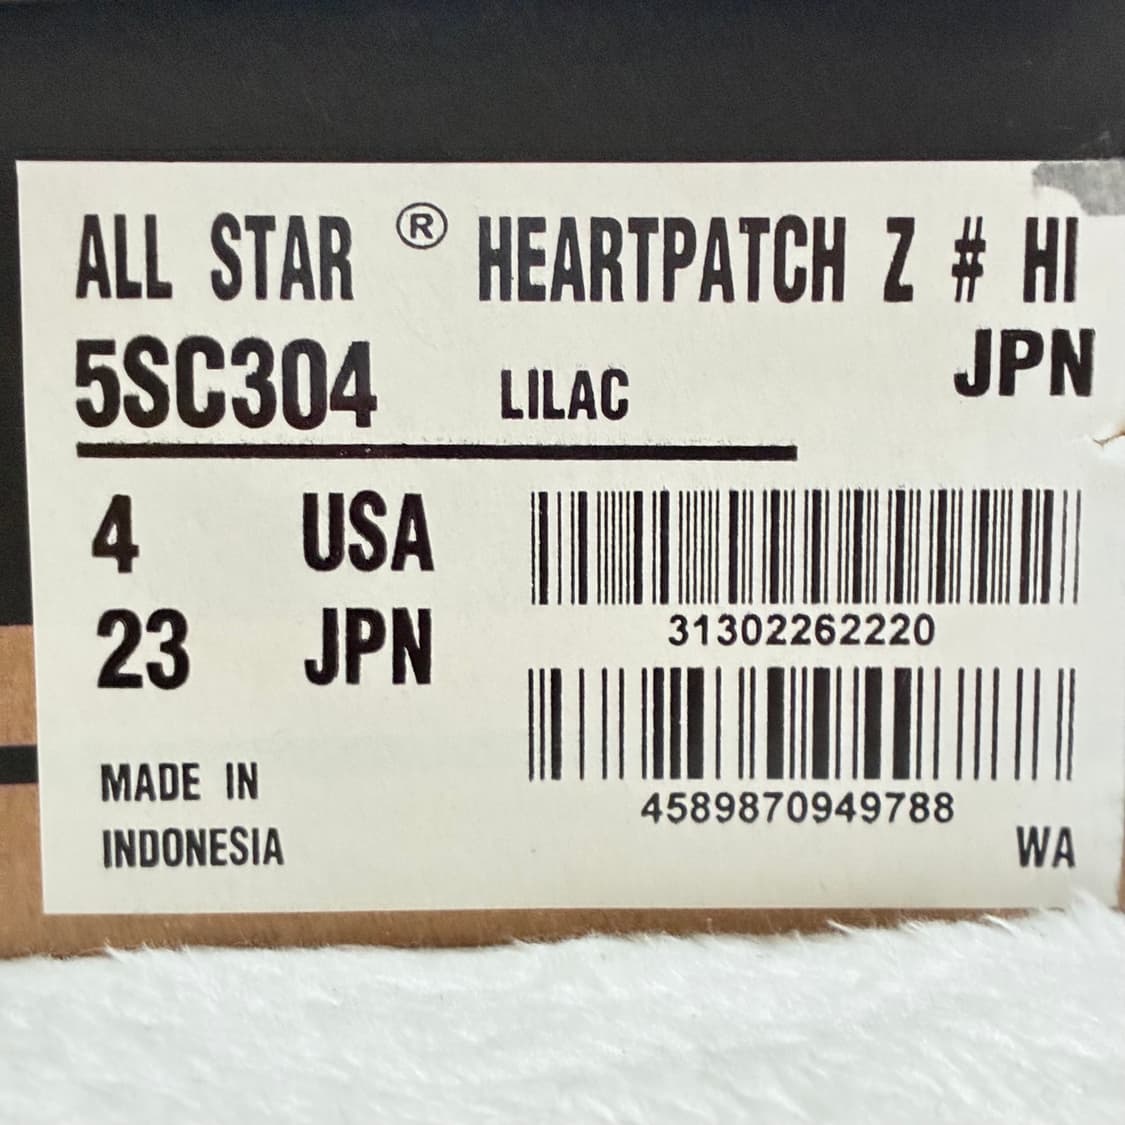 ALL STAR ® HEARTPATCH Z # HI
5SC304 LILAC JPN
4 USA
23 JPN
31302262220
4589870949788
MADE IN
INDONESIA
WA